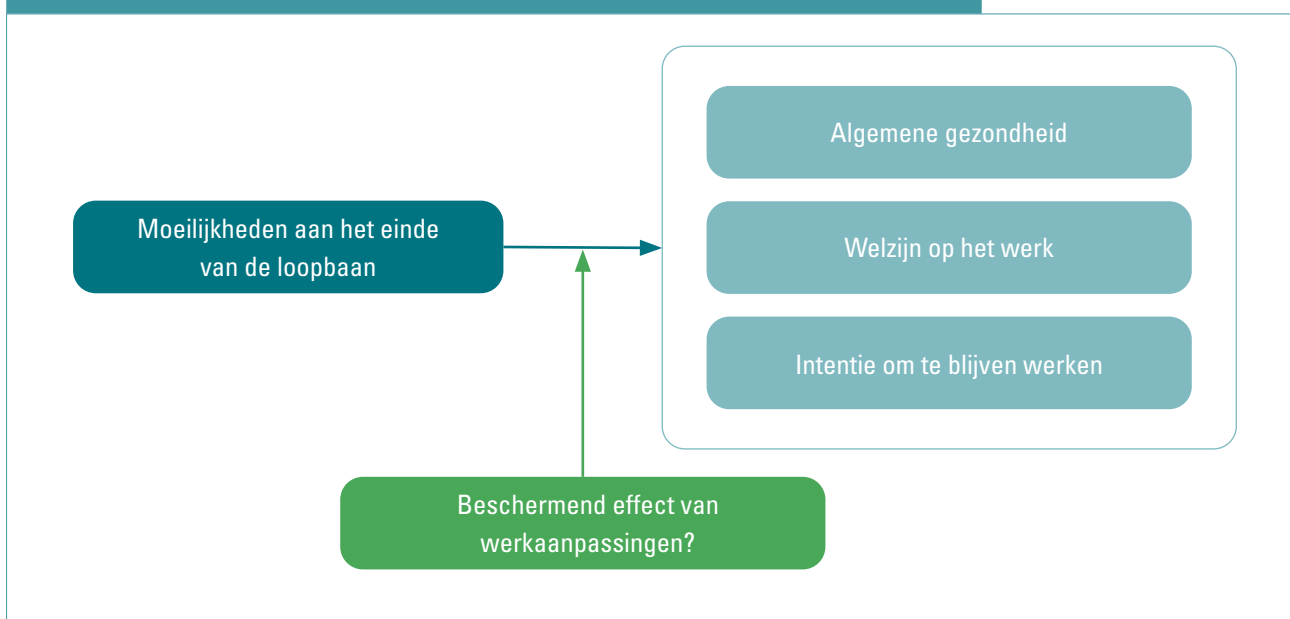 Algemene gezondheid
Moeilijkheden aan het einde
van de loopbaan
Welzijn op het werk
Intentie om te blijven werken
Beschermend effect van
werkaanpassingen?